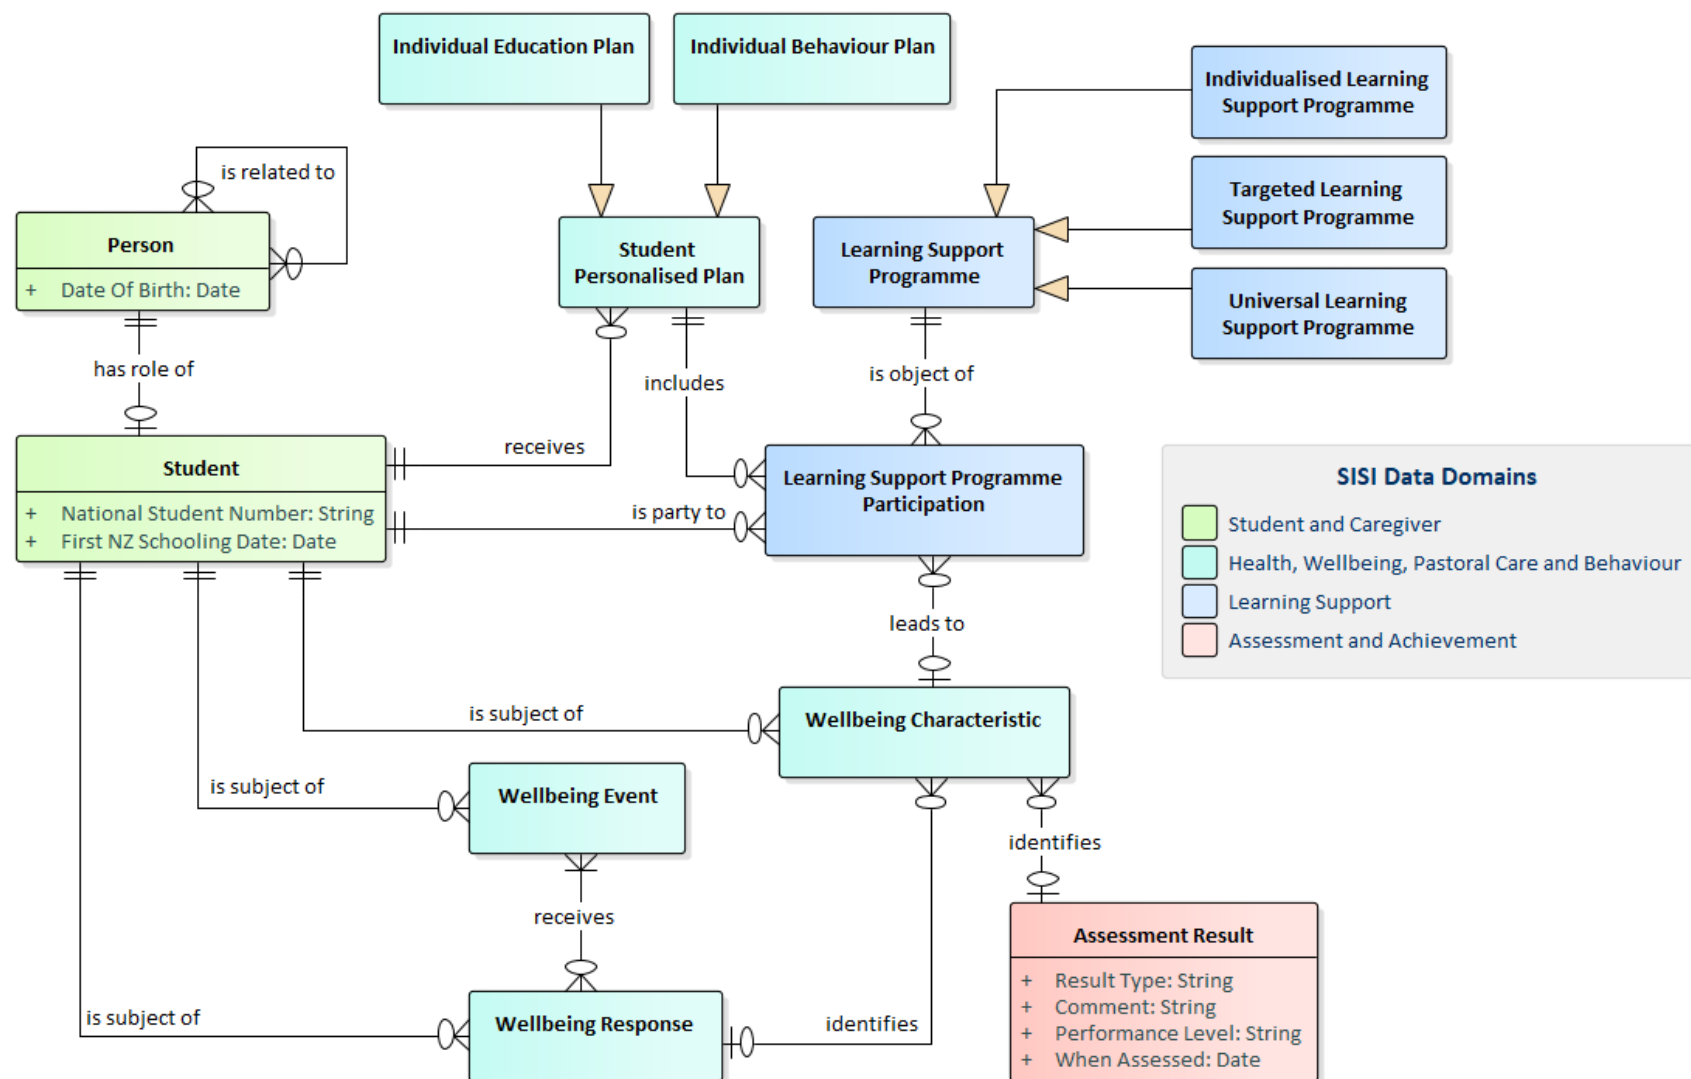 Individual Education Plan
Individual Behaviour Plan
Individualised Learning
Support Programme
Targeted Learning
Support Programme
Universal Learning
Support Programme
is related to
Person
+ Date Of Birth: Date
Student
Personalised Plan
Learning Support
Programme
has role of
includes
is object of
receives
Student
+ National Student Number: String
+ First NZ Schooling Date: Date
is party to
Learning Support Programme
Participation
SISI Data Domains
Student and Caregiver
Health, Wellbeing, Pastoral Care and Behaviour
Learning Support
Assessment and Achievement
leads to
is subject of
Wellbeing Characteristic
is subject of
Wellbeing Event
identifies
receives
Assessment Result
+ Result Type: String
+ Comment: String
+ Performance Level: String
+ When Assessed: Date
is subject of
Wellbeing Response
identifies